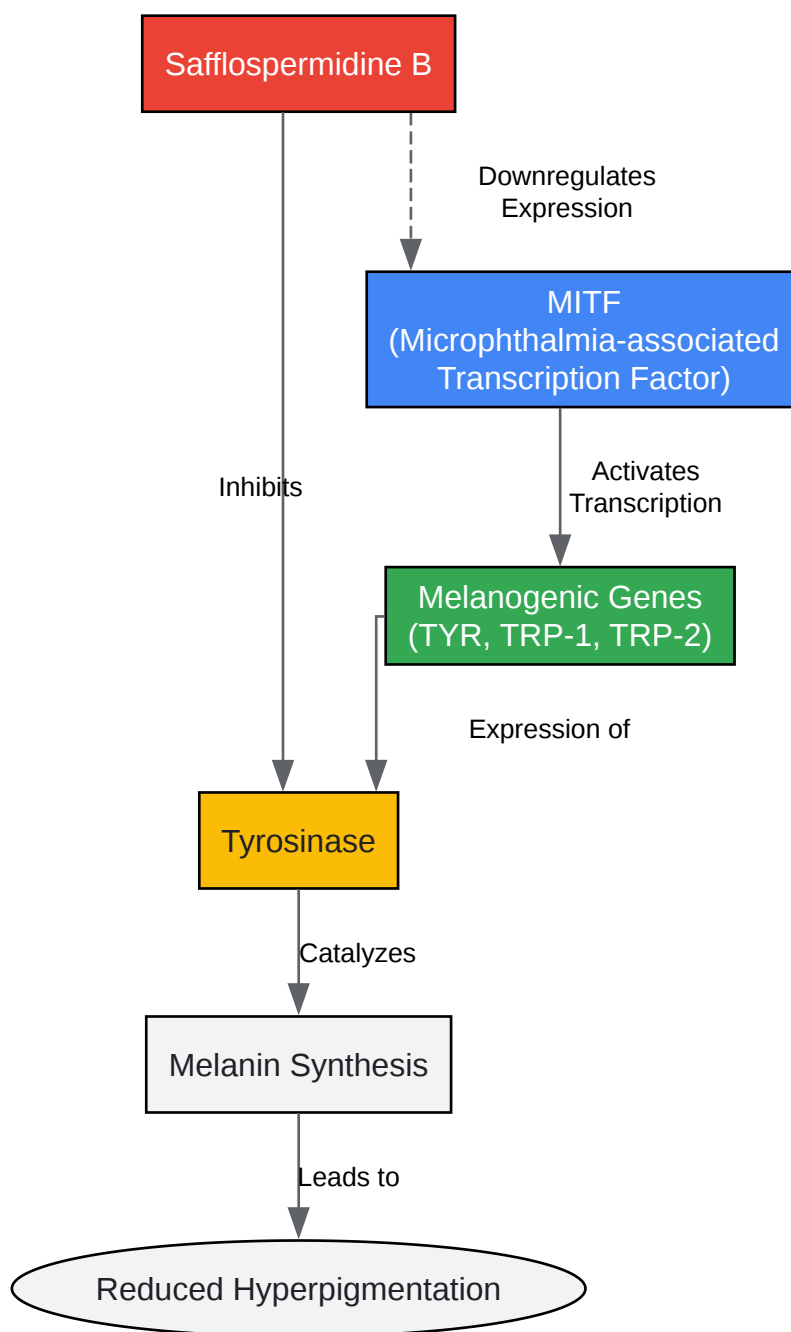 Safflospermidine B
Downregulates
Expression
MITF
(Microphthalmia-associated
Transcription Factor)
Inhibits
Activates
Transcription
Melanogenic Genes
(TYR, TRP-1, TRP-2)
Expression of
Tyrosinase
Catalyzes
Melanin Synthesis
Leads to
Reduced Hyperpigmentation